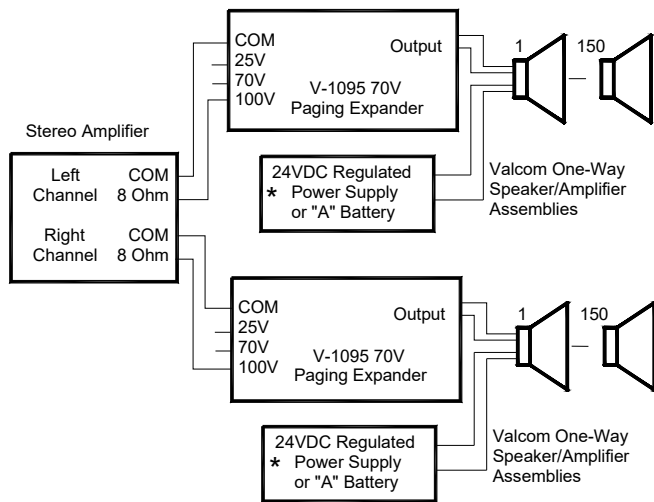 COM
25V
70V
100V
Output
V-1095 70V
Paging Expander
1
150
Stereo Amplifier
Left
Channel
COM
8 Ohm
Right
Channel
COM
8 Ohm
24VDC Regulated
* Power Supply
or "A" Battery
Valcom One-Way
Speaker/Amplifier
Assemblies
COM
25V
70V
100V
Output
V-1095 70V
Paging Expander
1
150
24VDC Regulated
* Power Supply
or "A" Battery
Valcom One-Way
Speaker/Amplifier
Assemblies